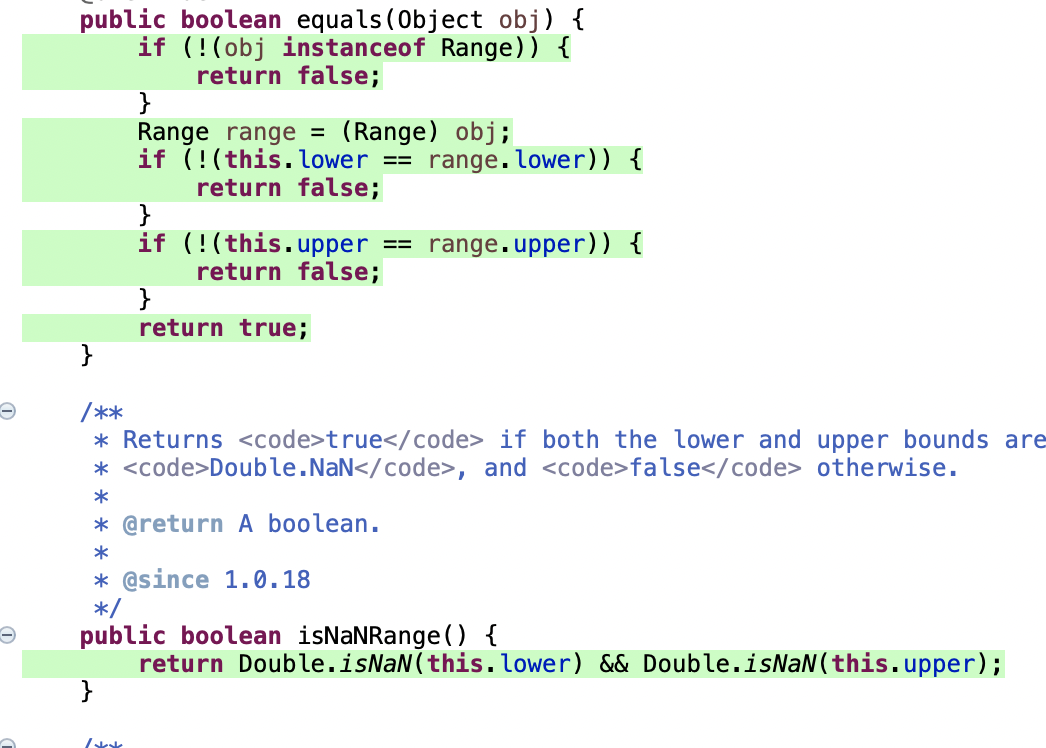 public boolean equals(Object obj) {
if (!(obj instanceof Range)) {
return false;
}
Range range = (Range) obj;
if (!(this.lower == range.lower)) {
return false;
}
if (!(this.upper == range.upper)) {
return false;
}
return true;
}
/**
* Returns <code>true</code> if both the lower and upper bounds are
* <code>Double.NaN</code>, and <code>false</code> otherwise.
*
* @return A boolean.
*
* @since 1.0.18
*/
public boolean isNaNRange() {
return Double.isNaN(this.lower) && Double.isNaN(this.upper);
}
/**